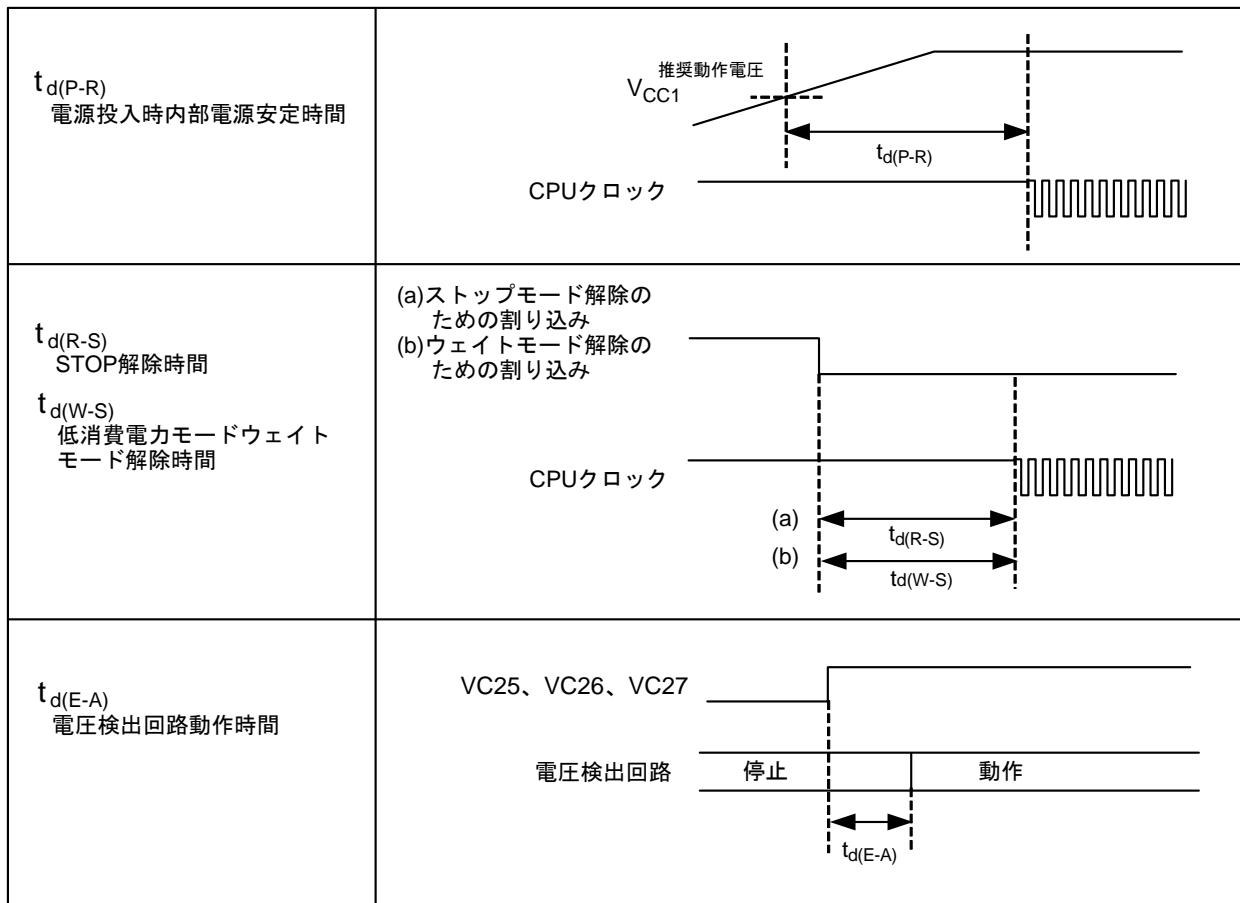 td(P-R)
電源投入時内部電源安定時間
推奨動作電圧
VCC1
td(P-R)
CPUクロック
td(R-S)
STOP解除時間
td(W-S)
低消費電力モードウェイト
モード解除時間
(a)ストップモード解除の
ための割り込み
(b)ウェイトモード解除の
ための割り込み
CPUクロック
(a)
td(R-S)
(b)
td(W-S)
td(E-A)
電圧検出回路動作時間
VC25、VC26、VC27
電圧検出回路
停止
動作
td(E-A)